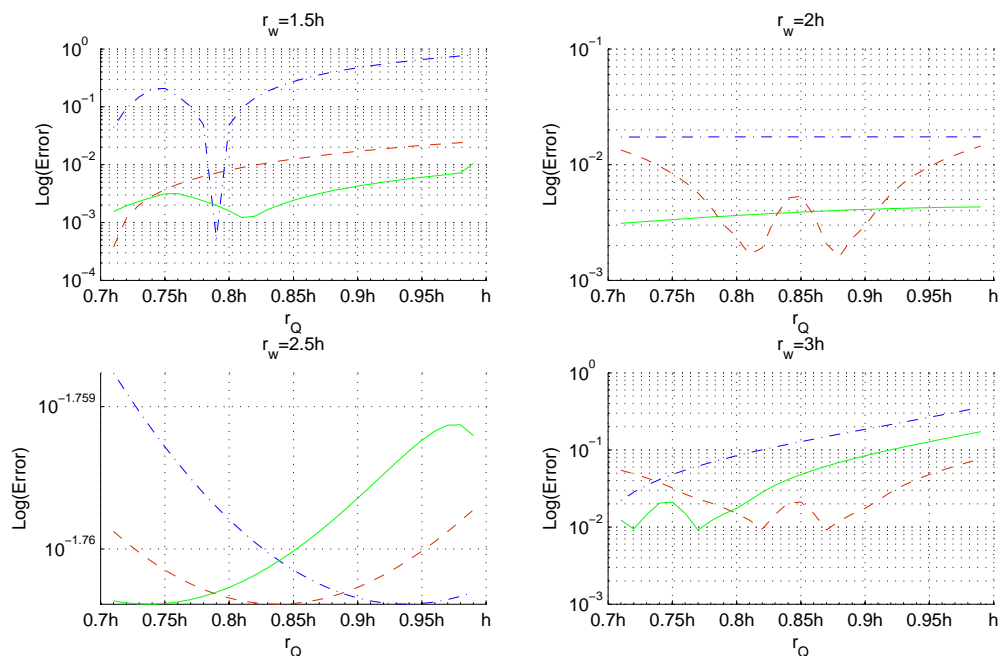 r_w=1.5h
10^0
10^-1
10^-2
10^-3
10^-4
Log(Error)
0.7h 0.75h 0.8h 0.85h 0.9h 0.95h h
r_Q
r_w=2h
10^-1
10^-2
10^-3
Log(Error)
0.7h 0.75h 0.8h 0.85h 0.9h 0.95h h
r_Q
r_w=2.5h
10^-1.759
10^-1.76
Log(Error)
0.7h 0.75h 0.8h 0.85h 0.9h 0.95h h
r_Q
r_w=3h
10^0
10^-1
10^-2
10^-3
Log(Error)
0.7h 0.75h 0.8h 0.85h 0.9h 0.95h h
r_Q